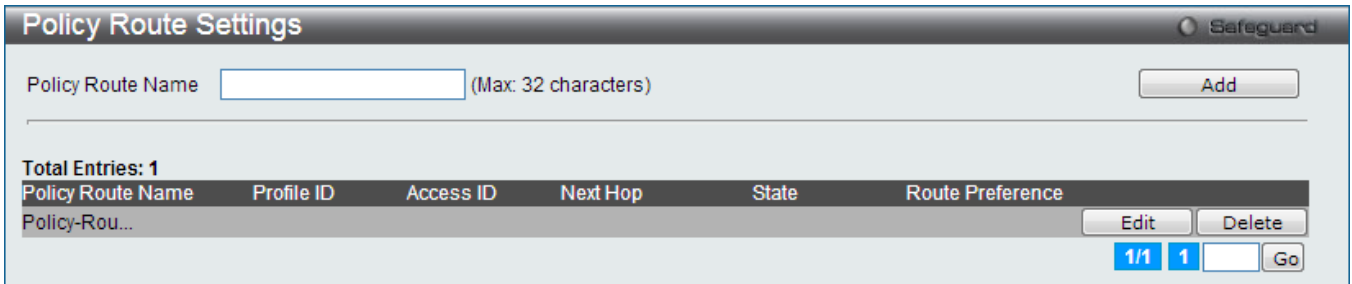 Policy Route Settings Safeguard
Policy Route Name (Max: 32 characters) Add
Total Entries: 1
Policy Route Name Profile ID Access ID Next Hop State Route Preference
Policy-Rou... Edit Delete
1/1 1 Go